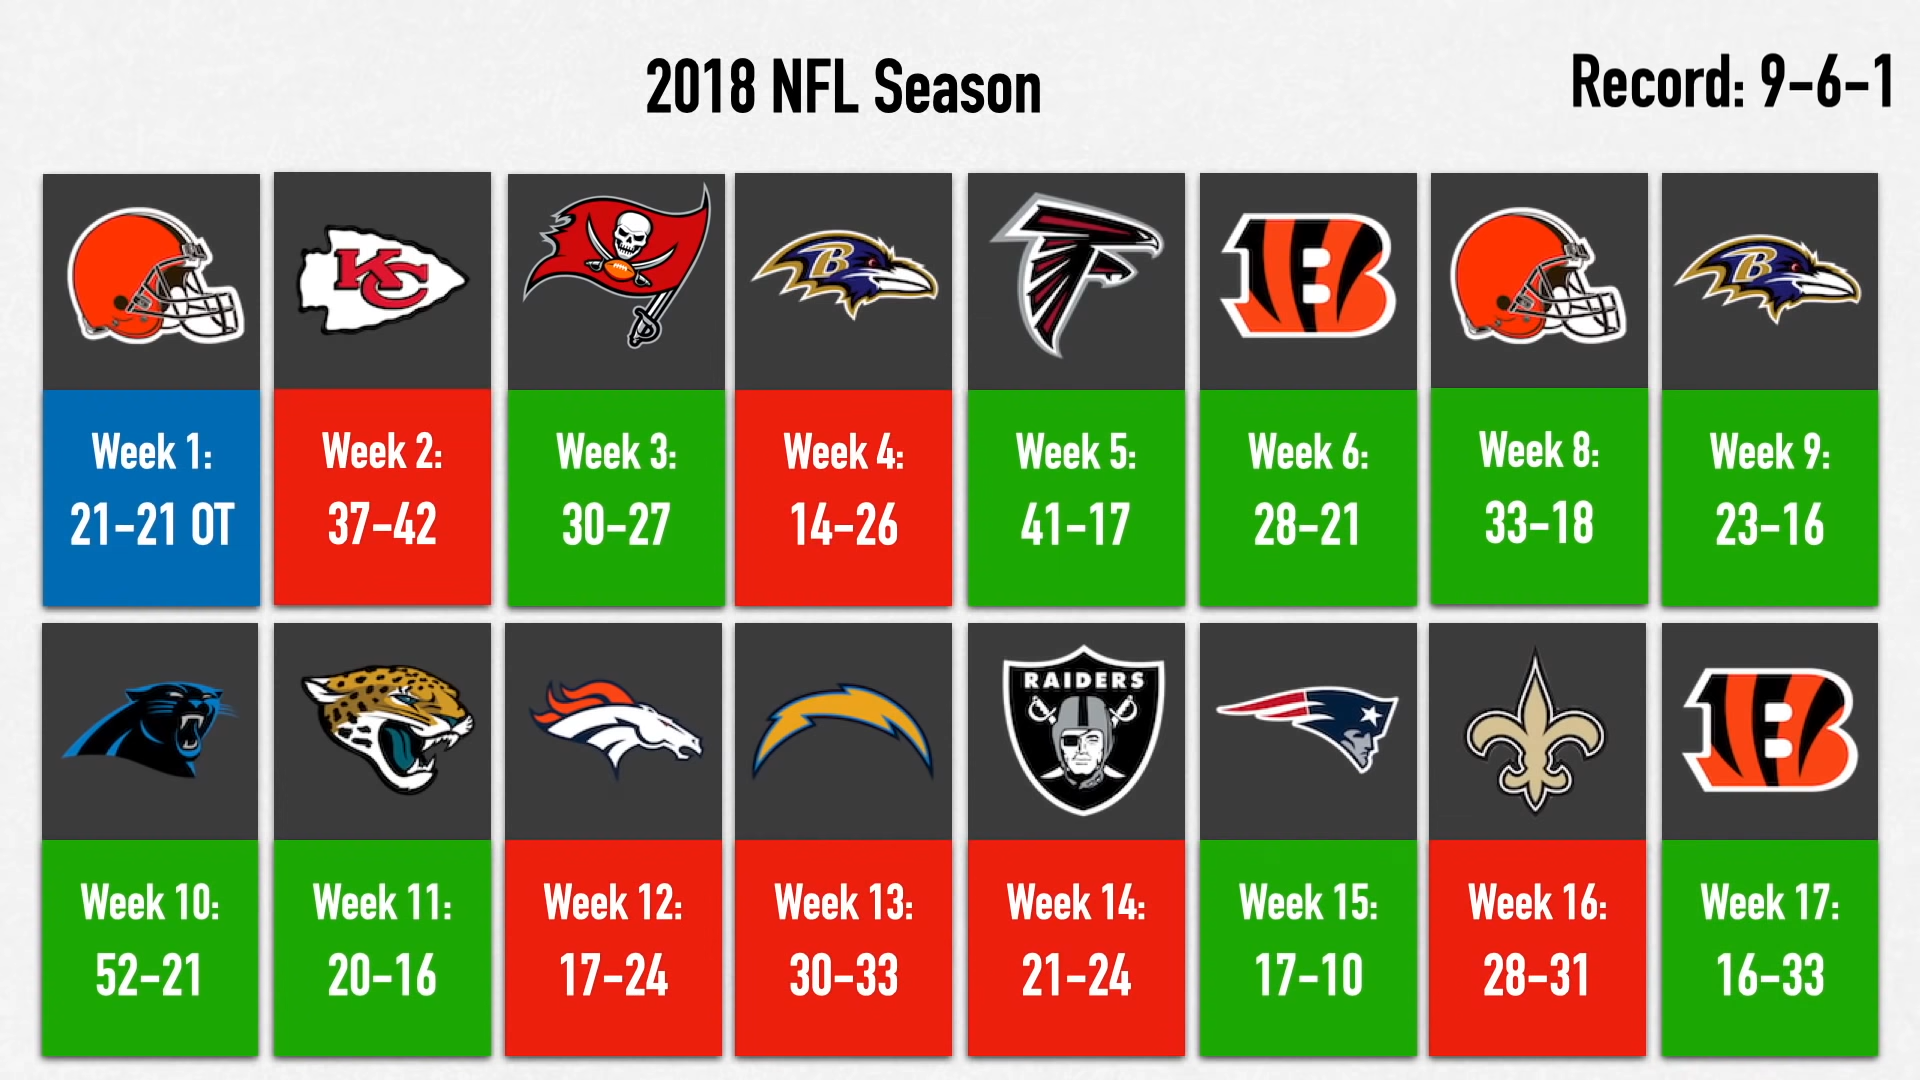 2018 NFL Season
Record: 9-6-1
Week 1:
21-21 OT
KC
Week 2:
37-42
Week 3:
30-27
B
Week 4:
14-26
Week 5:
41-17
B
Week 6:
28-21
Week 8:
33-18
B
Week 9:
23-16
Week 10:
52-21
Week 11:
20-16
Week 12:
17-24
Week 13:
30-33
RAIDERS
Week 14:
21-24
Week 15:
17-10
Week 16:
28-31
B
Week 17:
16-33